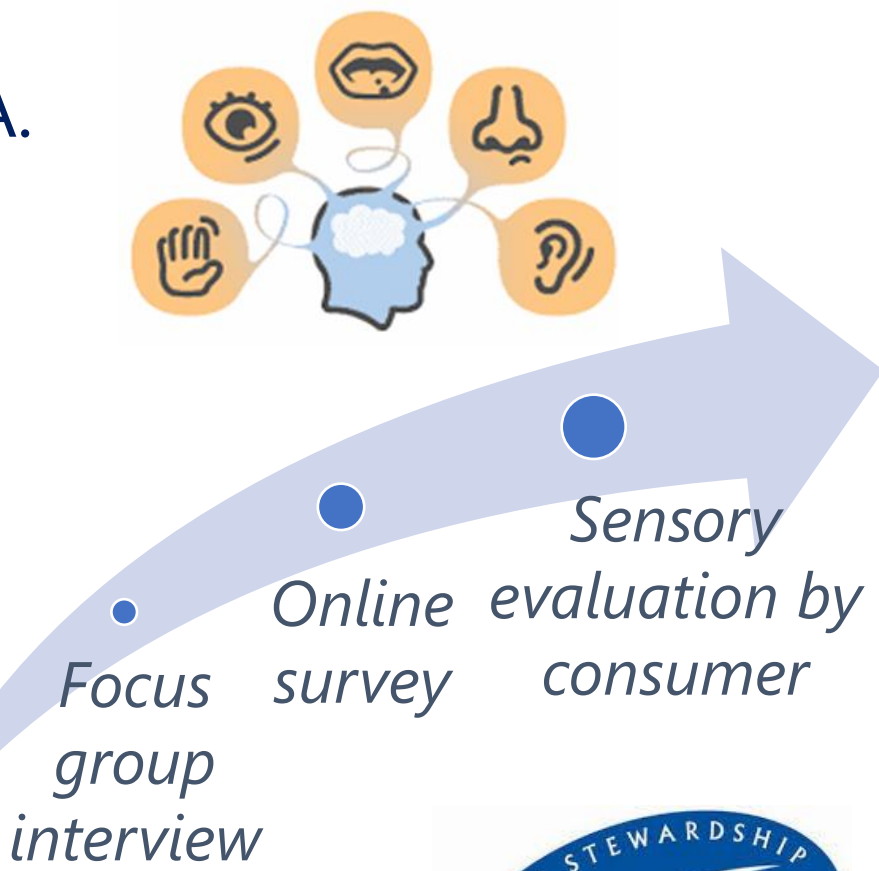 A.
Sensory
evaluation by
consumer
Online
survey
Focus
group
interview
STEWARDSHIP